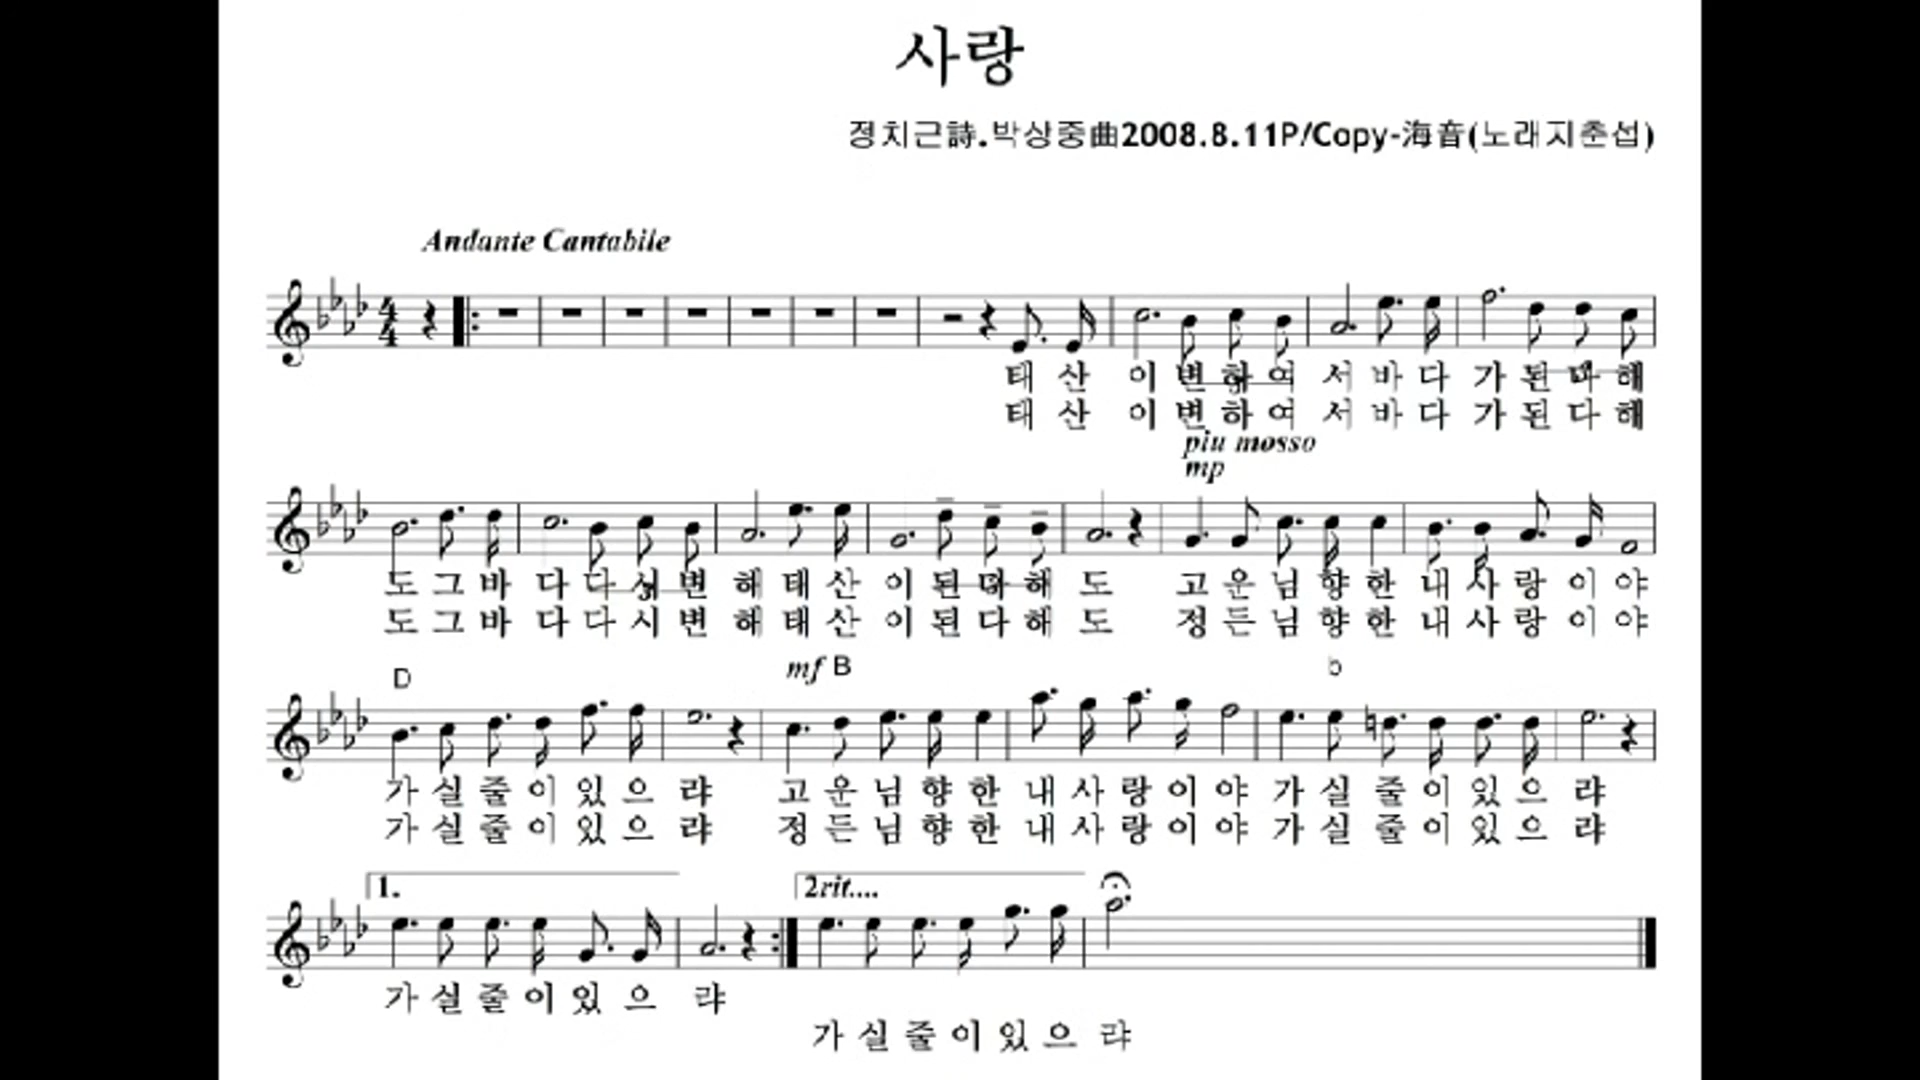 사랑
정치근詩.박상중曲2008.8.11P/Copy-海音(노래지춘섭)
Andante Cantabile
태 산 이 변 하 여 서 바 다 가 된 다 해
태 산 이 변 하 여 서 바 다 가 된 다 해
piu mosso
mp
도 그 바 다 다 시 변 해 태 산 이 된 다 해 도 고 운 님 향 한 내 사 랑 이 야
도 그 바 다 다 시 변 해 태 산 이 된 다 해 도 정 든 님 향 한 내 사 랑 이 야
D mf B b
가 실 줄 이 있 으 랴 고 운 님 향 한 내 사 랑 이 야 가 실 줄 이 있 으 랴
가 실 줄 이 있 으 랴 정 든 님 향 한 내 사 랑 이 야 가 실 줄 이 있 으 랴
1. 2rit....
가 실 줄 이 있 으 랴
가 실 줄 이 있 으 랴